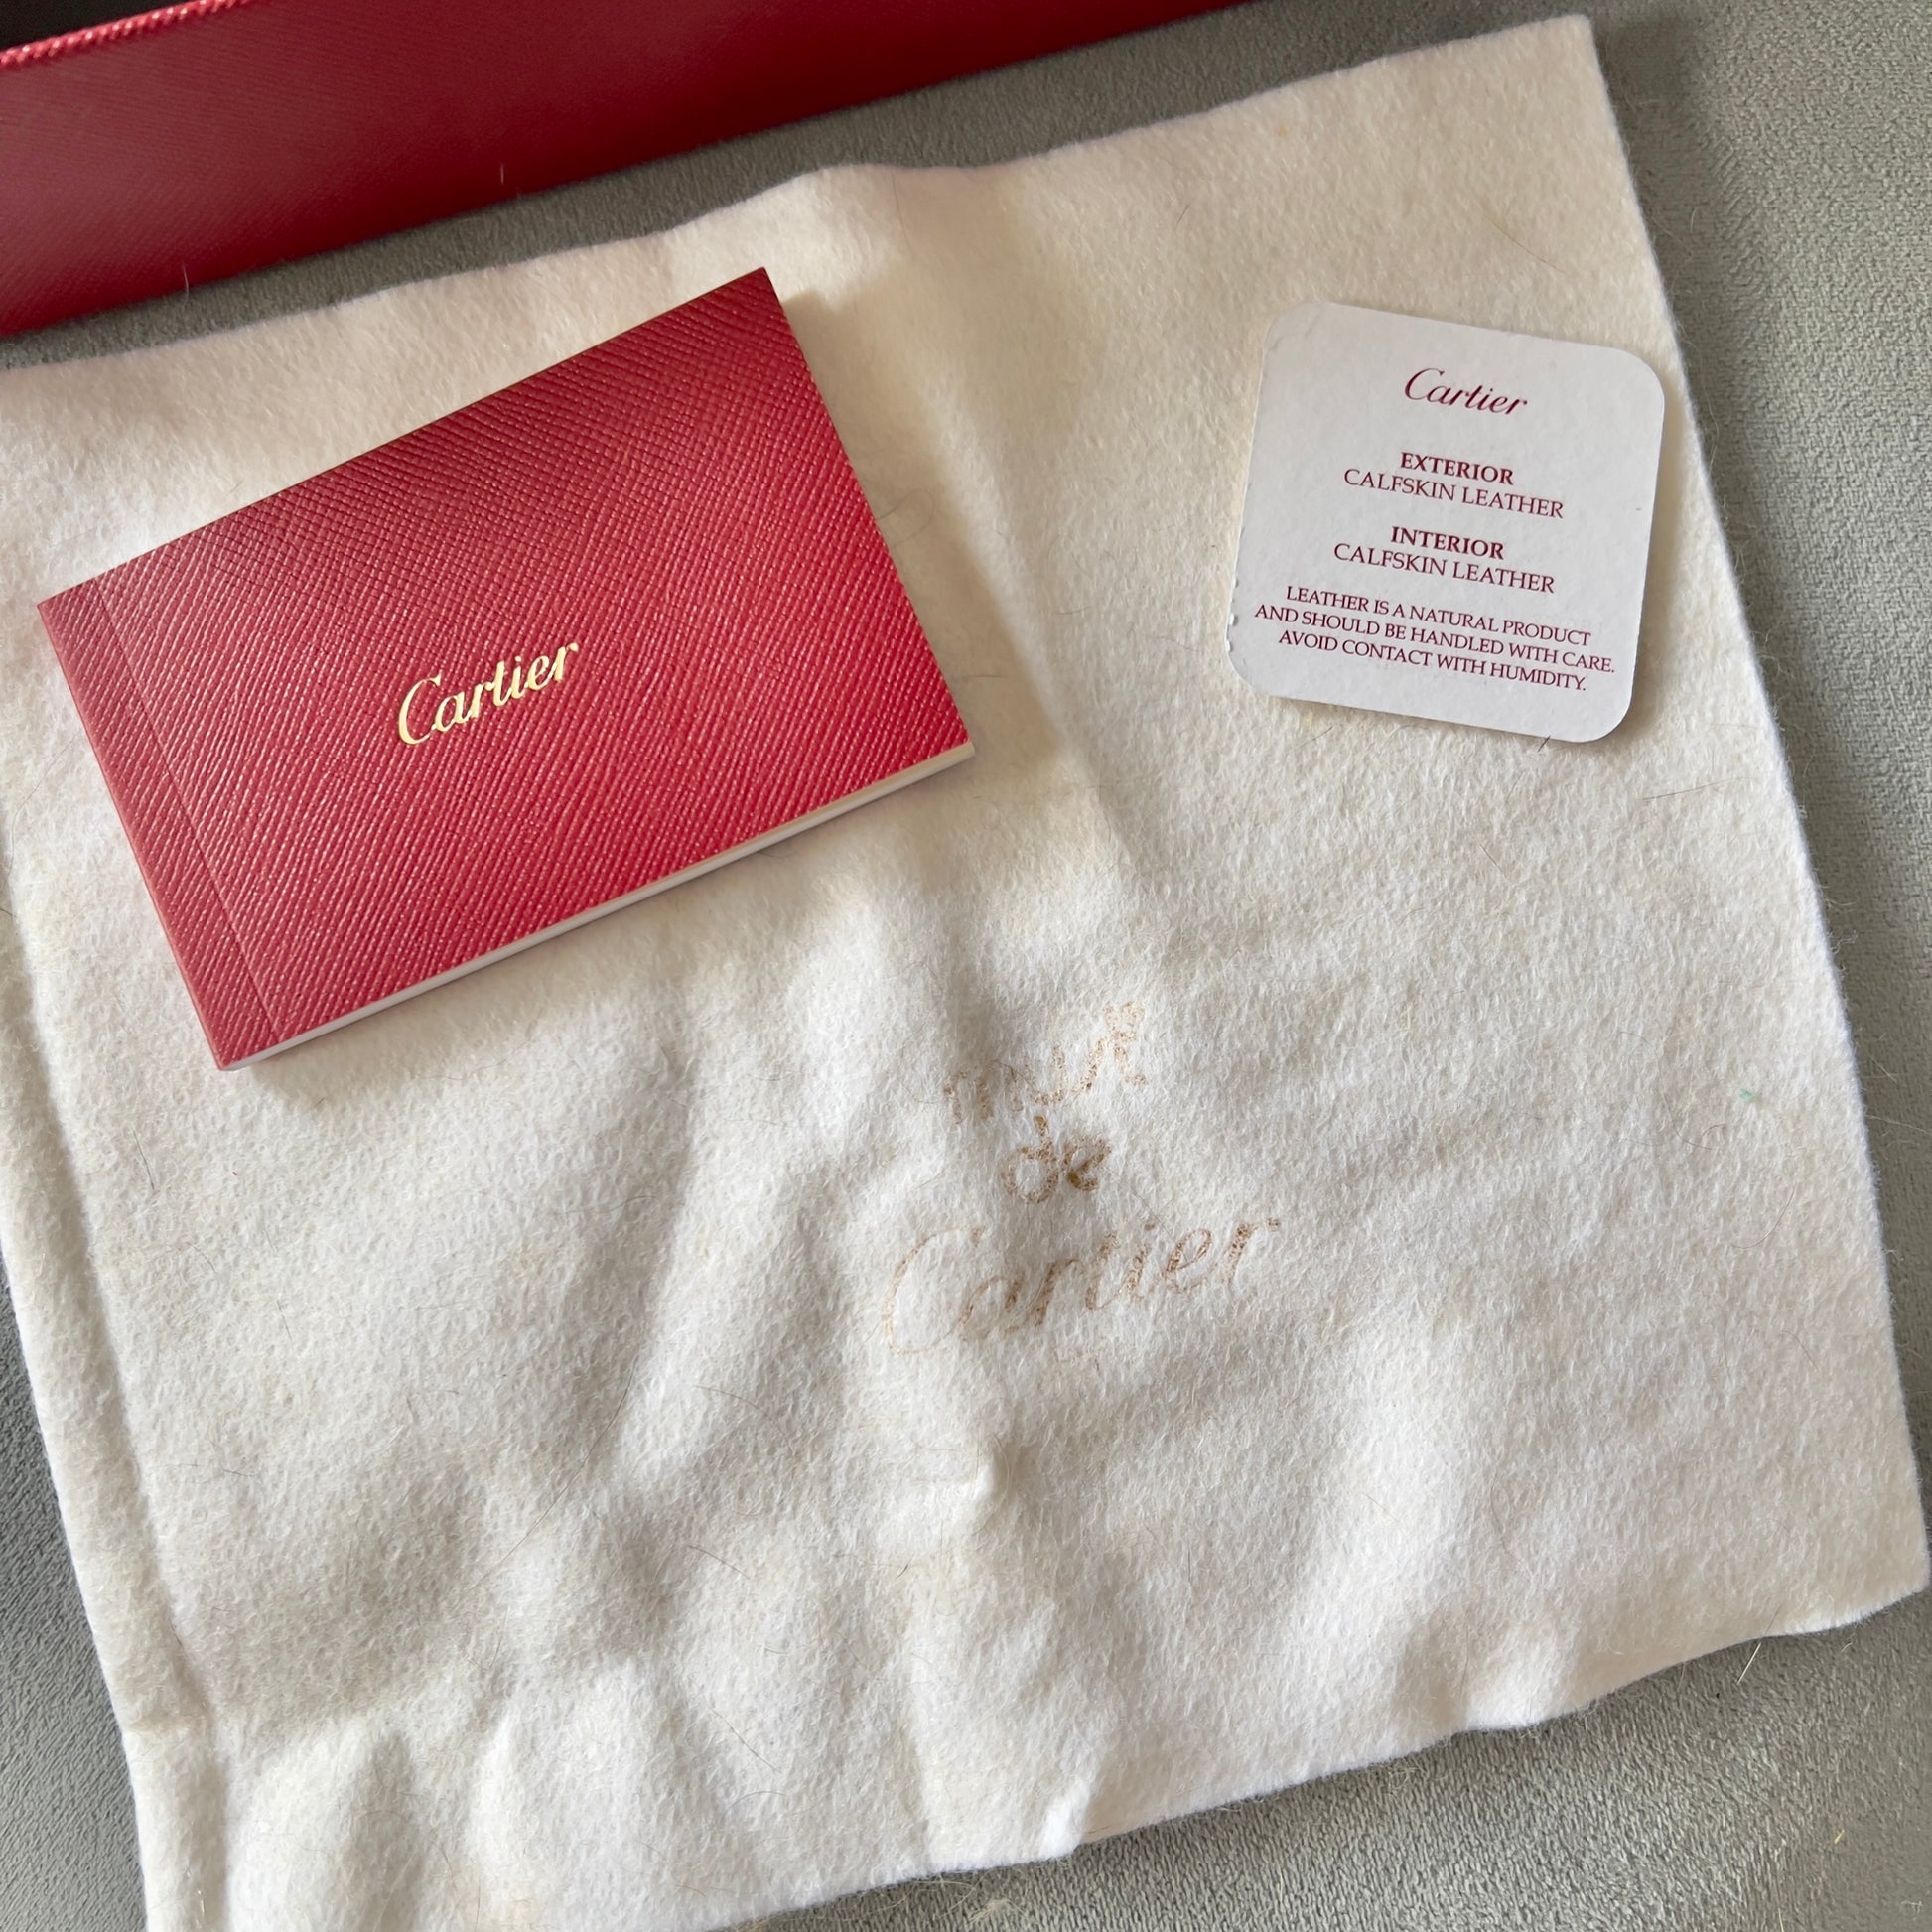 Cartier
Cartier
EXTERIOR
CALFSKIN LEATHER
INTERIOR
CALFSKIN LEATHER
LEATHER IS A NATURAL PRODUCT
AND SHOULD BE HANDLED WITH CARE.
AVOID CONTACT WITH HUMIDITY.
must
de
Cartier